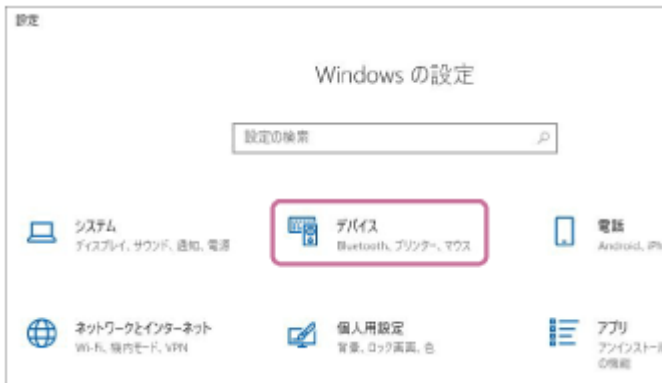 設定
Windows の設定
設定の検索
システム
ディスプレイ、サウンド、通知、電源
デバイス
Bluetooth、プリンター、マウス
電話
Android, iPh
ネットワークとインターネット
Wi-Fi、機内モード、VPN
個人用設定
背景、ロック画面、色
アプリ
アンインストール
の機能